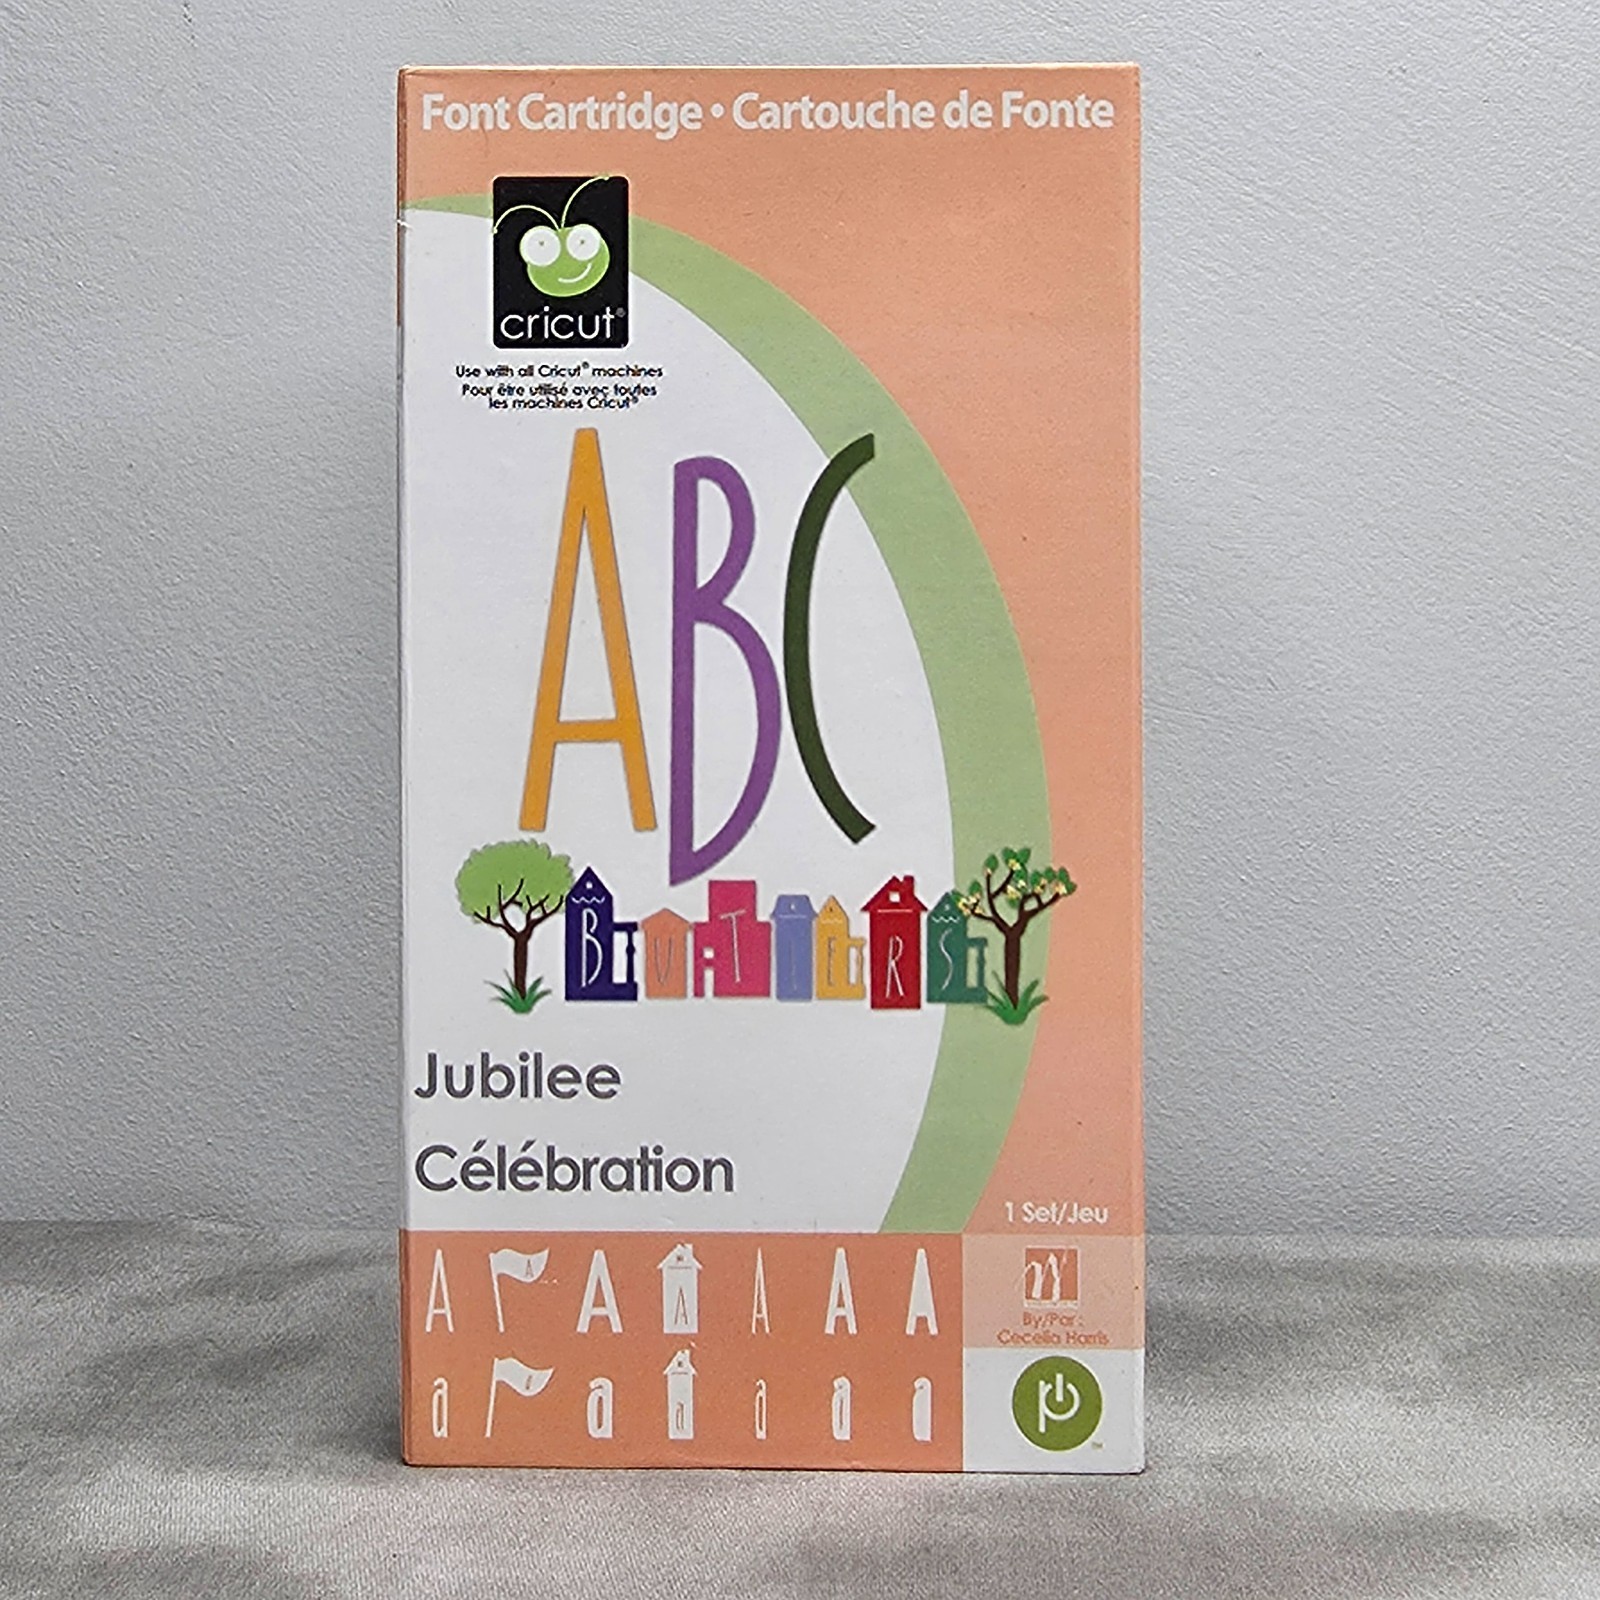 Font Cartridge • Cartouche de Fonte
cricut®
Use with all Cricut® machines
Pour être utilisé avec toutes
les machines Cricut®
ABC
BUTTERS
Jubilee
Célébration
1 Set/Jeu
A A A A A A A
By/Par:
Cecelia Harris
a a a a a a a